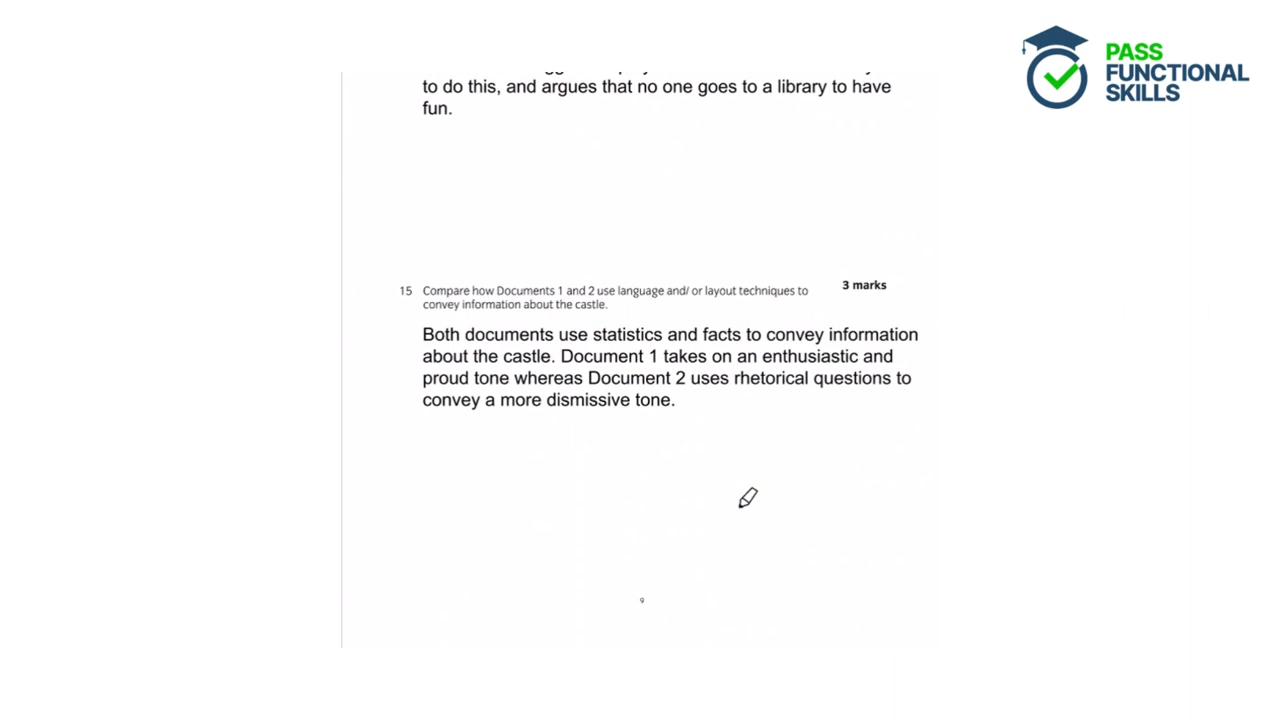 PASS
FUNCTIONAL
SKILLS
to do this, and argues that no one goes to a library to have
fun.
15 Compare how Documents 1 and 2 use language and/ or layout techniques to
convey information about the castle.
3 marks
Both documents use statistics and facts to convey information
about the castle. Document 1 takes on an enthusiastic and
proud tone whereas Document 2 uses rhetorical questions to
convey a more dismissive tone.
9